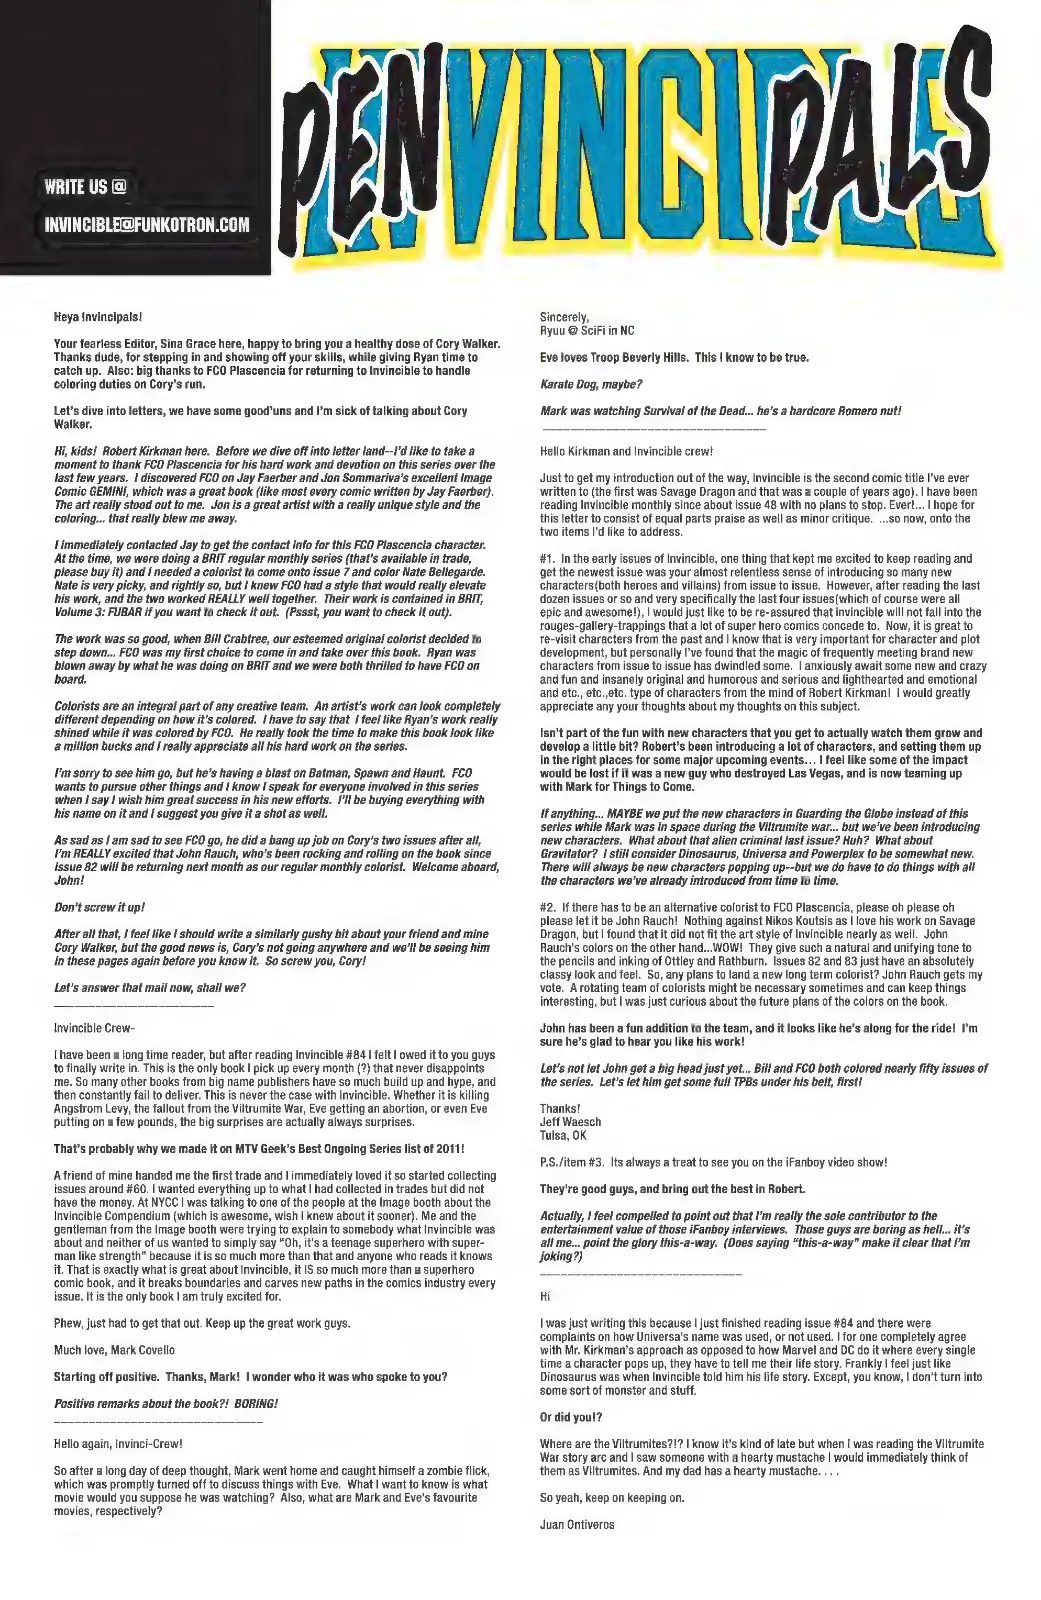 PENVINCIPALS
INVINCIBLE
WRITE US @
INVINCIBLE@FUNKOTRON.COM
Heya Invincipals!
Your fearless Editor, Sina Grace here, happy to bring you a healthy dose of Cory Walker.
Thanks dude, for stepping in and showing off your skills, while giving Ryan time to
catch up.  Also: big thanks to FCO Plascencia for returning to Invincible to handle
coloring duties on Cory's run.
Let's dive into letters, we have some good'uns and I'm sick of talking about Cory
Walker.
Hi, kids!  Robert Kirkman here.  Before we dive off into letter land--I'd like to take a
moment to thank FCO Plascencia for his hard work and devotion on this series over the
last few years.  I discovered FCO on Jay Faerber and Jon Sommariva's excellent Image
Comic GEMINI, which was a great book (like most every comic written by Jay Faerber).
The art really stood out to me.  Jon is a great artist with a really unique style and the
coloring... that really blew me away.
I immediately contacted Jay to get the contact info for this FCO Plascencia character.
At the time, we were doing a BRIT regular monthly series (that's available in trade,
please buy it) and I needed a colorist to come onto issue 7 and color Nate Bellegarde.
Nate is very picky, and rightly so, but I knew FCO had a style that would really elevate
his work, and the two worked REALLY well together.  Their work is contained in BRIT,
Volume 3: FUBAR if you want to check it out.  (Pssst, you want to check it out).
The work was so good, when Bill Crabtree, our esteemed original colorist decided to
step down... FCO was my first choice to come in and take over this book.  Ryan was
blown away by what he was doing on BRIT and we were both thrilled to have FCO on
board.
Colorists are an integral part of any creative team.  An artist's work can look completely
different depending on how it's colored.  I have to say that  I feel like Ryan's work really
shined while it was colored by FCO.  He really took the time to make this book look like
a million bucks and I really appreciate all his hard work on the series.
I'm sorry to see him go, but he's having a blast on Batman, Spawn and Haunt.  FCO
wants to pursue other things and I know I speak for everyone involved in this series
when I say I wish him great success in his new efforts.  I'll be buying everything with
his name on it and I suggest you give it a shot as well.
As sad as I am sad to see FCO go, he did a bang up job on Cory's two issues after all,
I'm REALLY excited that John Rauch, who's been rocking and rolling on the book since
issue 82 will be returning next month as our regular monthly colorist.  Welcome aboard,
John!
Don't screw it up!
After all that, I feel like I should write a similarly gushy bit about your friend and mine
Cory Walker, but the good news is, Cory's not going anywhere and we'll be seeing him
in these pages again before you know it.  So screw you, Cory!
Let's answer that mail now, shall we?
Invincible Crew-
I have been a long time reader, but after reading Invincible #84 I felt I owed it to you guys
to finally write in. This is the only book I pick up every month (?) that never disappoints
me. So many other books from big name publishers have so much build up and hype, and
then constantly fail to deliver. This is never the case with Invincible. Whether it is killing
Angstrom Levy, the fallout from the Viltrumite War, Eve getting an abortion, or even Eve
putting on a few pounds, the big surprises are actually always surprises.
That's probably why we made it on MTV Geek's Best Ongoing Series list of 2011!
A friend of mine handed me the first trade and I immediately loved it so started collecting
issues around #60. I wanted everything up to what I had collected in trades but did not
have the money. At NYCC I was talking to one of the people at the Image booth about the
Invincible Compendium (which is awesome, wish I knew about it sooner). Me and the
gentleman from the Image booth were trying to explain to somebody what Invincible was
about and neither of us wanted to simply say "Oh, it's a teenage superhero with super-
man like strength" because it is so much more than that and anyone who reads it knows
it. That is exactly what is great about Invincible, it IS so much more than a superhero
comic book, and it breaks boundaries and carves new paths in the comics industry every
issue. It is the only book I am truly excited for.
Phew, just had to get that out. Keep up the great work guys.
Much love, Mark Covello
Starting off positive.  Thanks, Mark!  I wonder who it was who spoke to you?
Positive remarks about the book?!  BORING!
Hello again, Invinci-Crew!
So after a long day of deep thought, Mark went home and caught himself a zombie flick,
which was promptly turned off to discuss things with Eve.  What I want to know is what
movie would you suppose he was watching?  Also, what are Mark and Eve's favourite
movies, respectively?
Sincerely,
Ryuu @ SciFi in NC
Eve loves Troop Beverly Hills.  This I know to be true.
Karate Dog, maybe?
Mark was watching Survival of the Dead... he's a hardcore Romero nut!
Hello Kirkman and Invincible crew!
Just to get my introduction out of the way, Invincible is the second comic title I've ever
written to (the first was Savage Dragon and that was a couple of years ago). I have been
reading Invincible monthly since about issue 48 with no plans to stop. Ever!... I hope for
this letter to consist of equal parts praise as well as minor critique.  ...so now, onto the
two items I'd like to address.
#1.  In the early issues of Invincible, one thing that kept me excited to keep reading and
get the newest issue was your almost relentless sense of introducing so many new
characters(both heroes and villains) from issue to issue.  However, after reading the last
dozen issues or so and very specifically the last four issues(which of course were all
epic and awesome!), I would just like to be re-assured that invincible will not fall into the
rouges-gallery-trappings that a lot of super hero comics concede to.  Now, it is great to
re-visit characters from the past and I know that is very important for character and plot
development, but personally I've found that the magic of frequently meeting brand new
characters from issue to issue has dwindled some.  I anxiously await some new and crazy
and fun and insanely original and humorous and serious and lighthearted and emotional
and etc., etc.,etc. type of characters from the mind of Robert Kirkman!  I would greatly
appreciate any your thoughts about my thoughts on this subject.
Isn't part of the fun with new characters that you get to actually watch them grow and
develop a little bit? Robert's been introducing a lot of characters, and setting them up
in the right places for some major upcoming events... I feel like some of the impact
would be lost if it was a new guy who destroyed Las Vegas, and is now teaming up
with Mark for Things to Come.
If anything... MAYBE we put the new characters in Guarding the Globe instead of this
series while Mark was in space during the Viltrumite war... but we've been introducing
new characters.  What about that alien criminal last issue? Huh?  What about
Gravitator?  I still consider Dinosaurus, Universa and Powerplex to be somewhat new.
There will always be new characters popping up--but we do have to do things with all
the characters we've already introduced from time to time.
#2.  If there has to be an alternative colorist to FCO Plascencia, please oh please oh
please let it be John Rauch!  Nothing against Nikos Koutsis as I love his work on Savage
Dragon, but I found that it did not fit the art style of Invincible nearly as well.  John
Rauch's colors on the other hand...WOW!  They give such a natural and unifying tone to
the pencils and inking of Ottley and Rathburn.  Issues 82 and 83 just have an absolutely
classy look and feel.  So, any plans to land a new long term colorist? John Rauch gets my
vote.  A rotating team of colorists might be necessary sometimes and can keep things
interesting, but I was just curious about the future plans of the colors on the book.
John has been a fun addition to the team, and it looks like he's along for the ride!  I'm
sure he's glad to hear you like his work!
Let's not let John get a big head just yet... Bill and FCO both colored nearly fifty issues of
the series.  Let's let him get some full TPBs under his belt, first!
Thanks!
Jeff Waesch
Tulsa, OK
P.S./item #3.  Its always a treat to see you on the iFanboy video show!
They're good guys, and bring out the best in Robert.
Actually, I feel compelled to point out that I'm really the sole contributor to the
entertainment value of those iFanboy interviews.  Those guys are boring as hell... it's
all me... point the glory this-a-way.  (Does saying "this-a-way" make it clear that I'm
joking?)
Hi
I was just writing this because I just finished reading issue #84 and there were
complaints on how Universa's name was used, or not used. I for one completely agree
with Mr. Kirkman's approach as opposed to how Marvel and DC do it where every single
time a character pops up, they have to tell me their life story. Frankly I feel just like
Dinosaurus was when Invincible told him his life story. Except, you know, I don't turn into
some sort of monster and stuff.
Or did you!?
Where are the Viltrumites?!? I know it's kind of late but when I was reading the Viltrumite
War story arc and I saw someone with a hearty mustache I would immediately think of
them as Viltrumites. And my dad has a hearty mustache. . . .
So yeah, keep on keeping on.
Juan Ontiveros